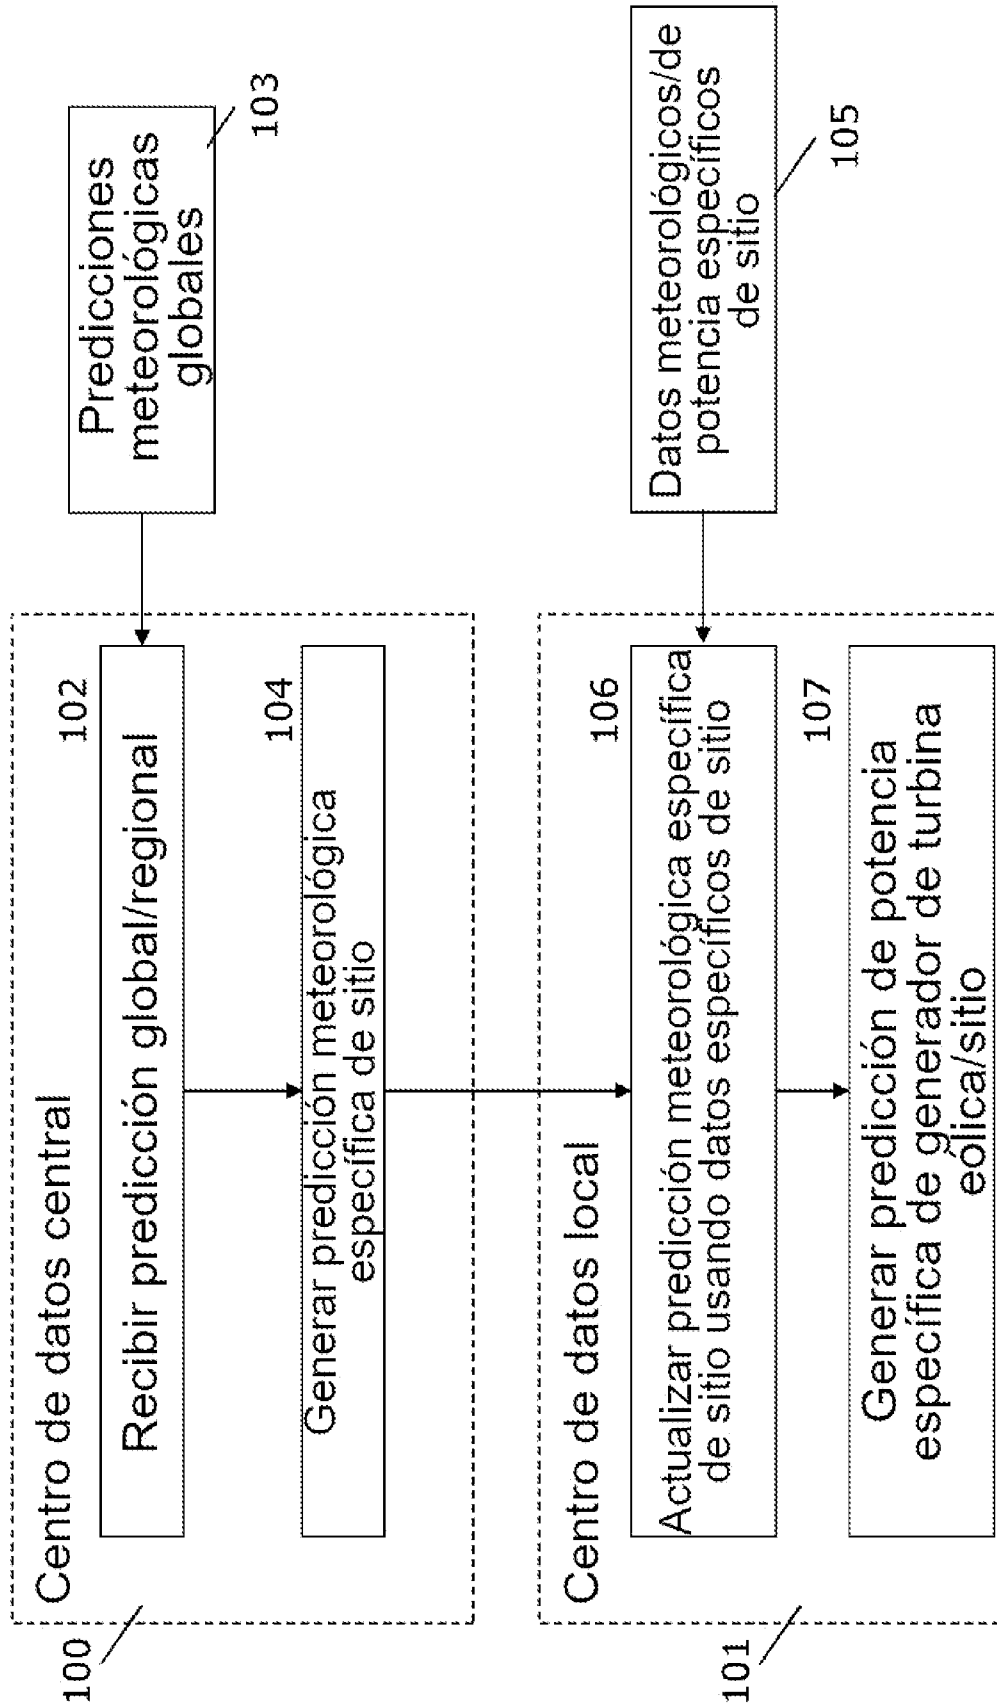 100
Centro de datos central
102
Recibir predicción global/regional
103
Predicciones
meteorológicas
globales
104
Generar predicción meteorológica
específica de sitio
101
Centro de datos local
106
Actualizar predicción meteorológica específica
de sitio usando datos específicos de sitio
105
Datos meteorológicos/de
potencia específicos
de sitio
107
Generar predicción de potencia
específica de generador de turbina
eólica/sitio